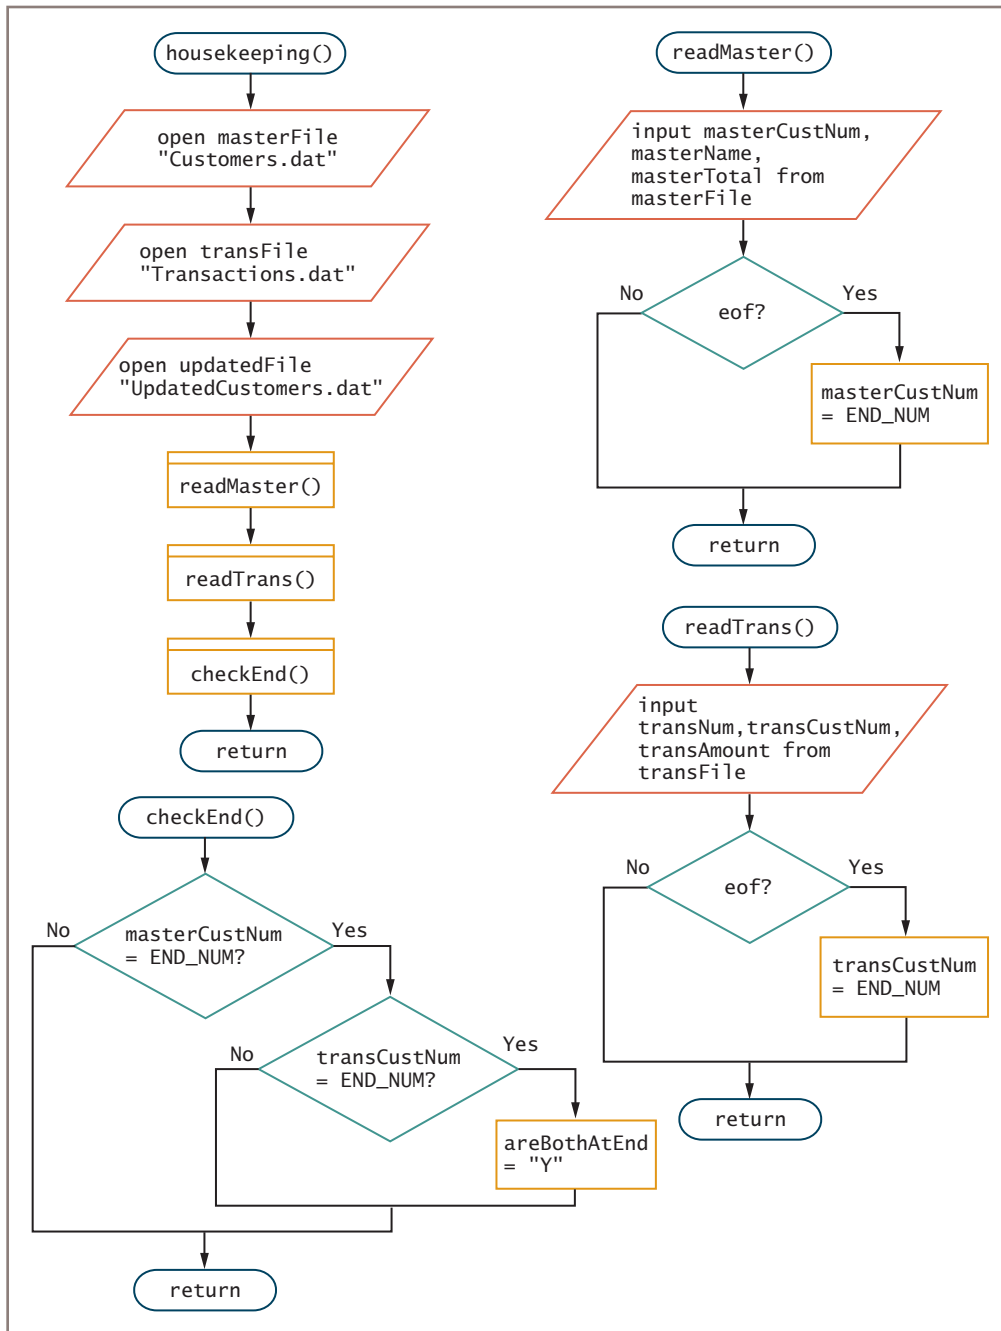 housekeeping()
open masterFile
"Customers.dat"
open transFile
"Transactions.dat"
open updatedFile
"UpdatedCustomers.dat"
readMaster()
readTrans()
checkEnd()
return
readMaster()
input masterCustNum,
masterName,
masterTotal from
masterFile
No
eof?
Yes
masterCustNum
= END_NUM
return
readTrans()
input
transNum,transCustNum,
transAmount from
transFile
No
eof?
Yes
transCustNum
= END_NUM
return
checkEnd()
No
masterCustNum
= END_NUM?
Yes
No
transCustNum
= END_NUM?
Yes
areBothAtEnd
= "Y"
return